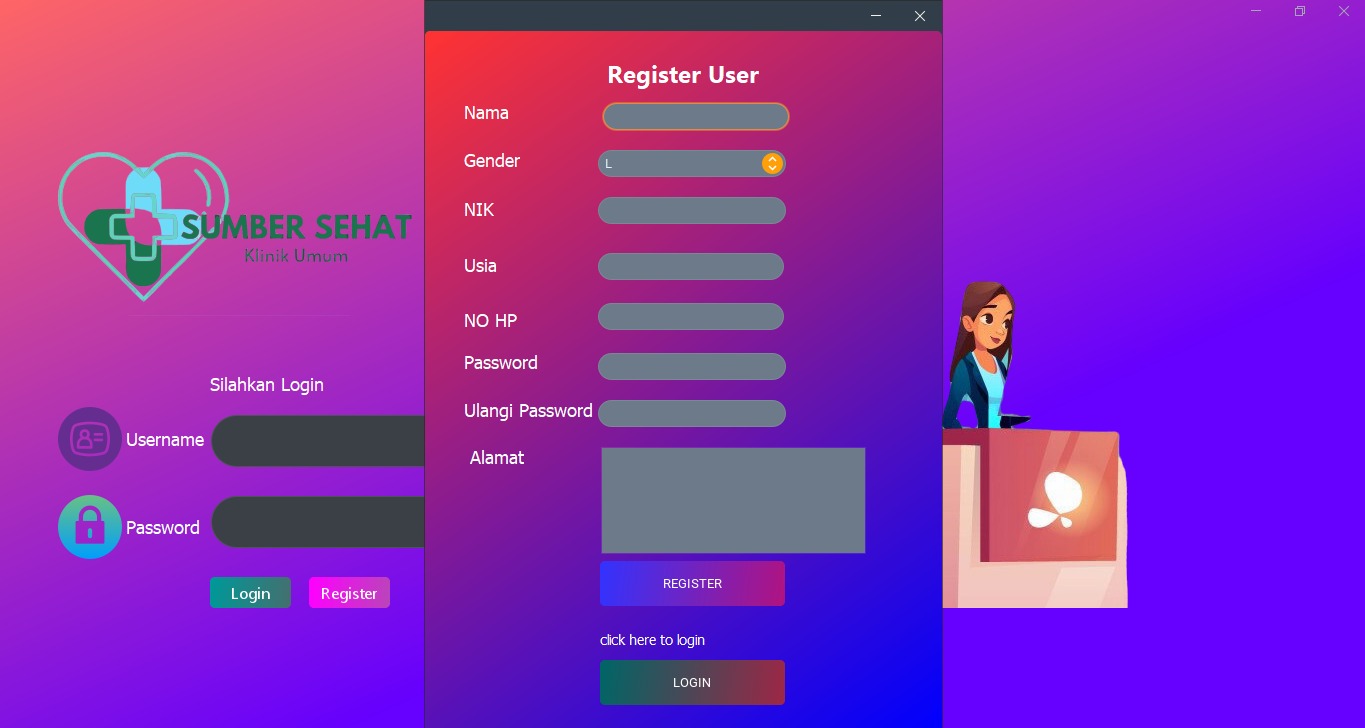 SUMBER SEHAT
Klinik Umum
Silahkan Login
Username
Password
Login
Register
Register User
Nama
Gender
L
NIK
Usia
NO HP
Password
Ulangi Password
Alamat
REGISTER
click here to login
LOGIN